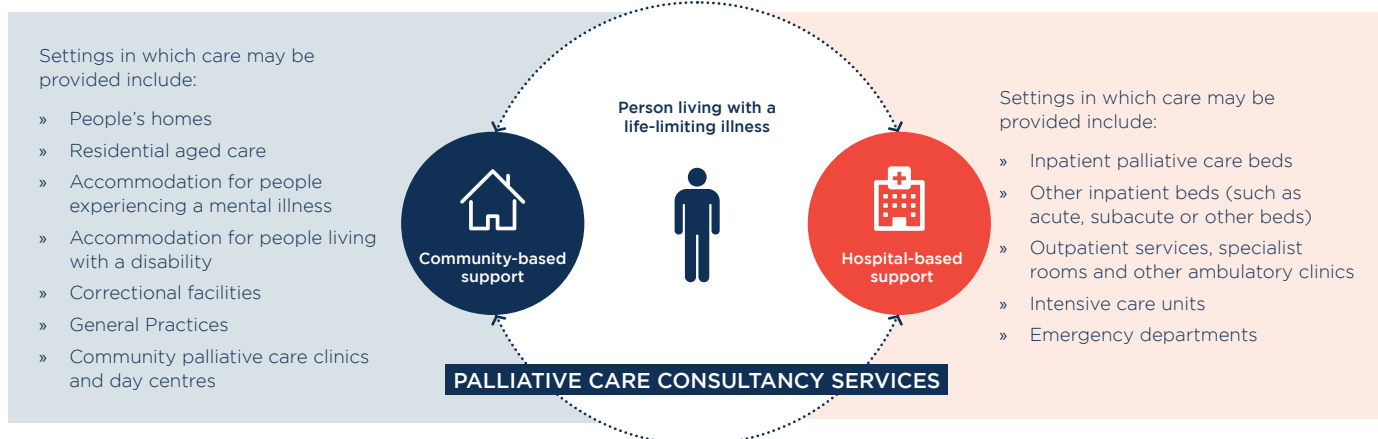 Settings in which care may be
provided include:
» People’s homes
» Residential aged care
» Accommodation for people
experiencing a mental illness
» Accommodation for people living
with a disability
» Correctional facilities
» General Practices
» Community palliative care clinics
and day centres
Community-based
support
Person living with a
life-limiting illness
Hospital-based
support
PALLIATIVE CARE CONSULTANCY SERVICES
Settings in which care may be
provided include:
» Inpatient palliative care beds
» Other inpatient beds (such as
acute, subacute or other beds)
» Outpatient services, specialist
rooms and other ambulatory clinics
» Intensive care units
» Emergency departments